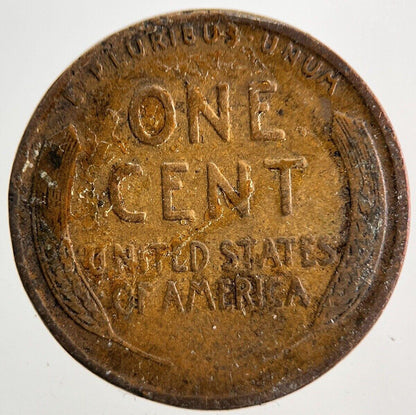 E PLURIBUS UNUM
ONE
CENT
UNITED STATES
OF AMERICA